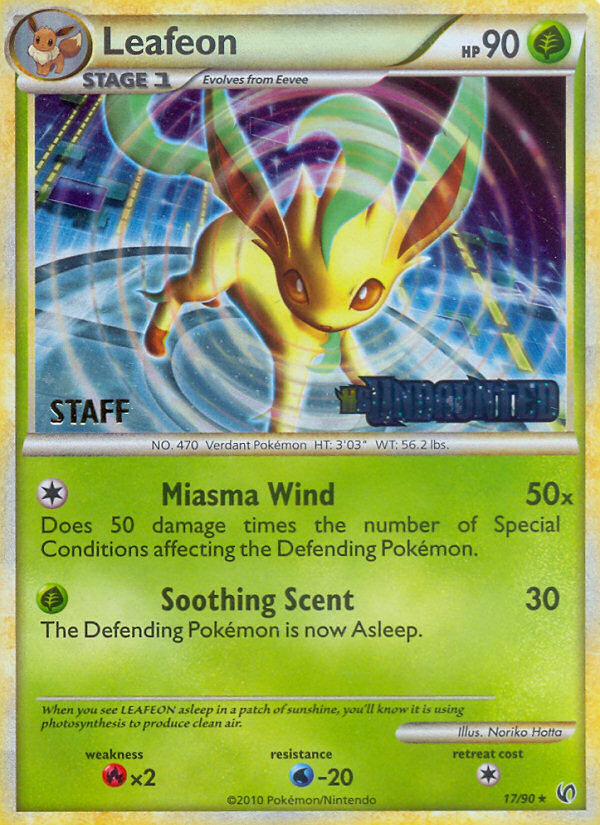 Leafeon
HP 90
STAGE 1
Evolves from Eevee
STAFF
UNDAUNTED
NO. 470 Verdant Pokémon HT: 3'03" WT: 56.2 lbs.
Miasma Wind 50x
Does 50 damage times the number of Special
Conditions affecting the Defending Pokémon.
Soothing Scent 30
The Defending Pokémon is now Asleep.
When you see LEAFEON asleep in a patch of sunshine, you'll know it is using
photosynthesis to produce clean air.
Illus. Noriko Hotta
weakness resistance retreat cost
×2 -20
©2010 Pokémon/Nintendo
17/90 ★